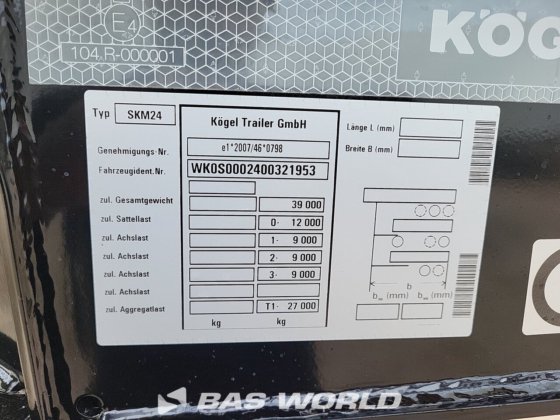 E4
104.R-000001
KÖG
Typ SKM24
Kögel Trailer GmbH
Genehmigungs-Nr. e1*2007/46*0798
Fahrzeugident.Nr. WK0S0002400321953
zul. Gesamtgewicht 39 000
zul. Sattellast 0- 12 000
zul. Achslast 1- 9 000
zul. Achslast 2- 9 000
zul. Achslast 3- 9 000
zul. Achslast
zul. Aggregatlast T1- 27 000
kg kg
Länge L (mm)
Breite B (mm)
b
(mm) (mm)
BAS WORLD